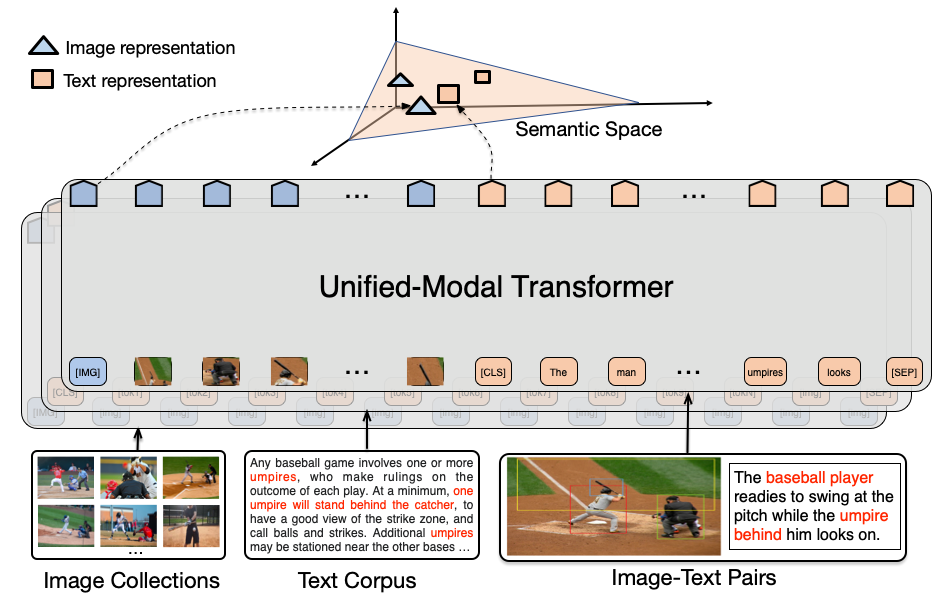 Image representation
Text representation
Semantic Space
...
...
Unified-Modal Transformer
[IMG]
...
[CLS]
The
man
...
umpires
looks
[SEP]
[CLS]
[tok1]
[tok2]
[tok3]
[tok4]
[tok5]
[tok6]
[tok7]
[tok8]
[tok9]
[tokN]
[img]
[SEP]
[IMG]
[img]
[img]
[img]
[img]
[img]
[img]
[img]
[img]
[img]
[img]
[img]
[img]
...
Any baseball game involves one or more
umpires, who make rulings on the
outcome of each play. At a minimum, one
umpire will stand behind the catcher, to
have a good view of the strike zone, and
call balls and strikes. Additional umpires
may be stationed near the other bases ...
The baseball player
readies to swing at the
pitch while the umpire
behind him looks on.
Image Collections
Text Corpus
Image-Text Pairs